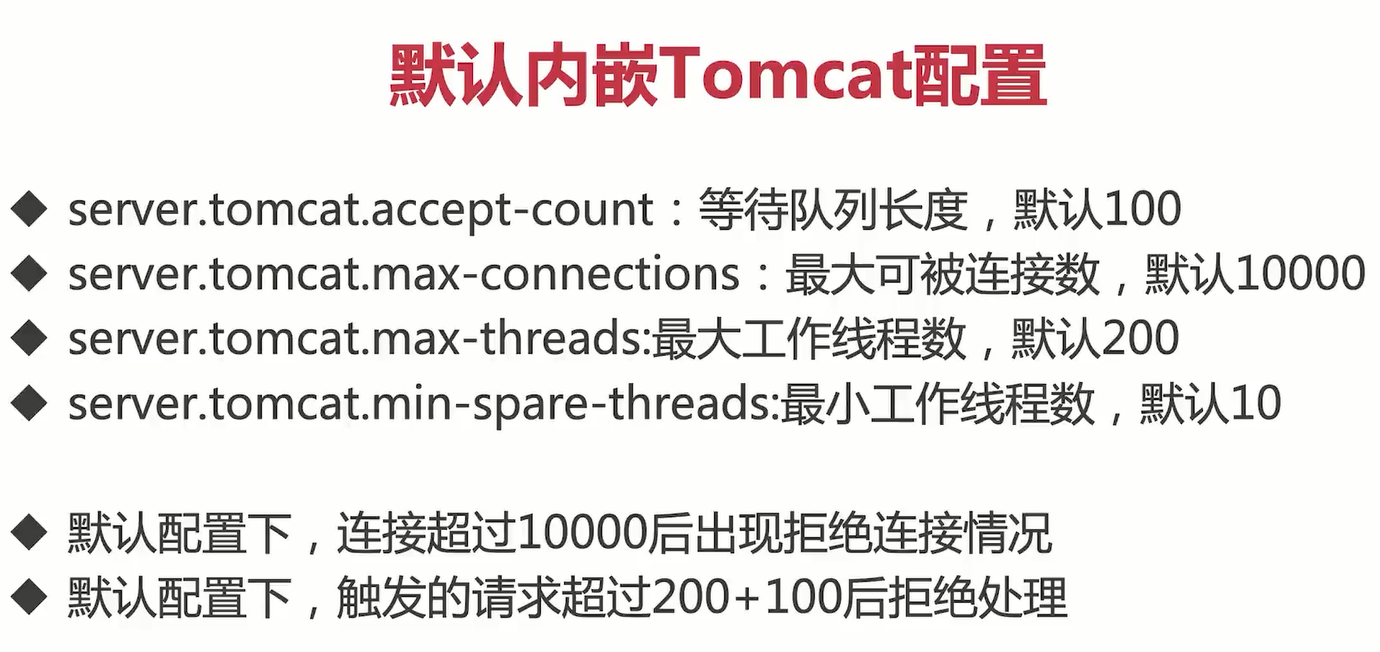 默认内嵌Tomcat配置
◆ server.tomcat.accept-count：等待队列长度，默认100
◆ server.tomcat.max-connections：最大可被连接数，默认10000
◆ server.tomcat.max-threads:最大工作线程数，默认200
◆ server.tomcat.min-spare-threads:最小工作线程数，默认10
◆ 默认配置下，连接超过10000后出现拒绝连接情况
◆ 默认配置下，触发的请求超过200+100后拒绝处理